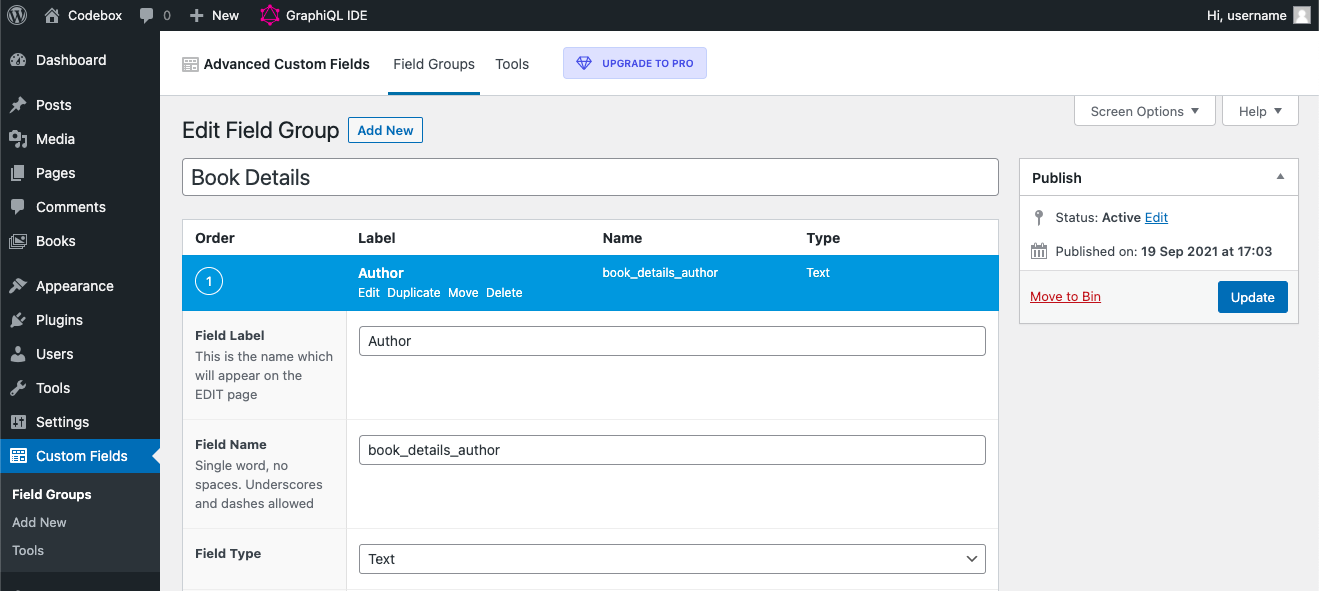 Codebox 0 New GraphiQL IDE Hi, username
Dashboard
Posts
Media
Pages
Comments
Books
Appearance
Plugins
Users
Tools
Settings
Custom Fields
Field Groups
Add New
Tools
Advanced Custom Fields Field Groups Tools UPGRADE TO PRO
Screen Options Help
Edit Field Group Add New
Book Details
Order Label Name Type
1 Author book_details_author Text
Edit Duplicate Move Delete
Field Label
This is the name which
will appear on the
EDIT page
Author
Field Name
Single word, no
spaces. Underscores
and dashes allowed
book_details_author
Field Type
Text
Publish
Status: Active Edit
Published on: 19 Sep 2021 at 17:03
Move to Bin Update